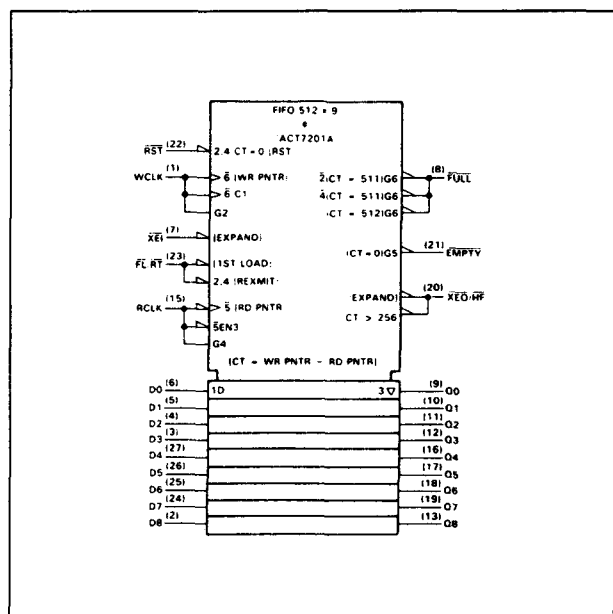 FIFO 512 × 9
ACT7201A
RST (22) 2,4 CT = 0 (RST
WCLK (1) 6 (WR PNTR)
6 C1
G2
2(CT = 511)G6 (8) FULL
4(CT = 511)G6
(CT = 512)G6
XEI (7) (EXPAND)
(CT=0)G5 (21) EMPTY
FL RT (23) (1ST LOAD)
2,4 (REXMIT)
(EXPAND) (20) XEO/HF
CT > 256
RCLK (15) 5 (RD PNTR
5EN3
G4
(CT = WR PNTR - RD PNTR)
D0 (6) 1D 3 ▽ (9) Q0
D1 (5) (10) Q1
D2 (4) (11) Q2
D3 (3) (12) Q3
D4 (27) (16) Q4
D5 (26) (17) Q5
D6 (25) (18) Q6
D7 (24) (19) Q7
D8 (2) (13) Q8